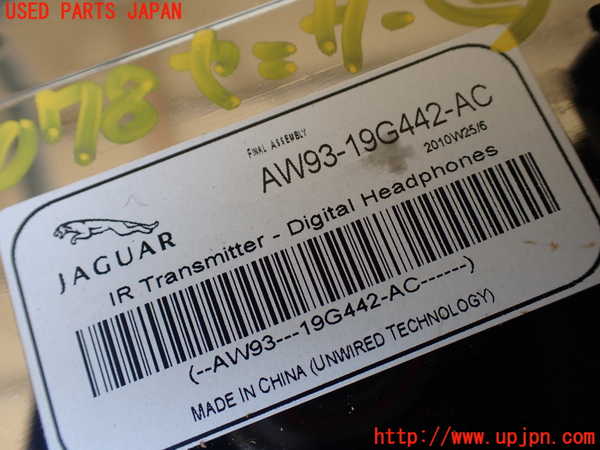 USED PARTS JAPAN
078
FINAL ASSEMBLY
AW93-19G442-AC
2010W25/6
JAGUAR
IR Transmitter - Digital Headphones
(--AW93---19G442-AC------)
MADE IN CHINA (UNWIRED TECHNOLOGY)
http://www.upjpn.com/